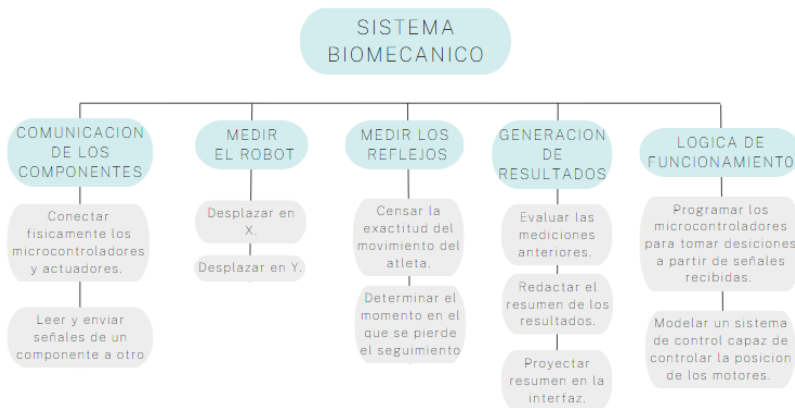 SISTEMA
BIOMECANICO
COMUNICACION
DE LOS
COMPONENTES
Conectar
fisicamente los
microcontroladores
y actuadores.
Leer y enviar
señales de un
componente a otro
MEDIR
EL ROBOT
Desplazar en
X.
Desplazar en Y.
MEDIR LOS
REFLEJOS
Censar la
exactitud del
movimiento del
atleta.
Determinar el
momento en el
que se pierde
el seguimiento
GENERACION
DE
RESULTADOS
Evaluar las
mediciones
anteriores.
Redactar el
resumen de los
resultados.
Proyectar
resumen en la
interfaz.
LOGICA DE
FUNCIONAMIENTO
Programar los
microcontroladores
para tomar desiciones
a partir de señales
recibidas.
Modelar un sistema
de control capaz de
controlar la posicion
de los motores.